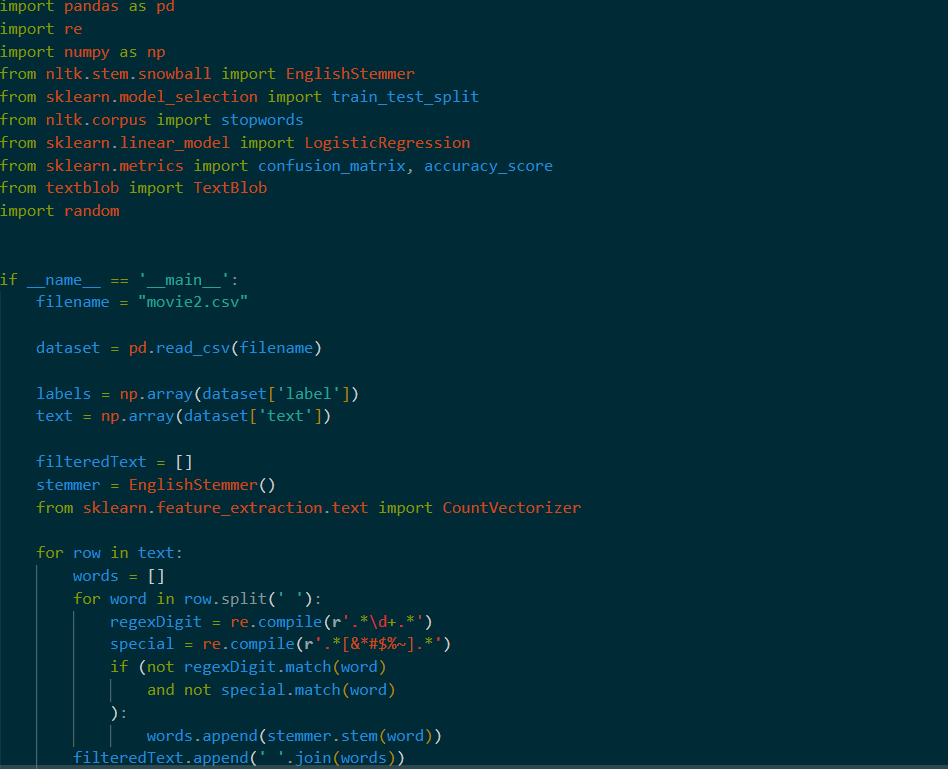 import pandas as pd
import re
import numpy as np
from nltk.stem.snowball import EnglishStemmer
from sklearn.model_selection import train_test_split
from nltk.corpus import stopwords
from sklearn.linear_model import LogisticRegression
from sklearn.metrics import confusion_matrix, accuracy_score
from textblob import TextBlob
import random
if __name__ == '__main__':
    filename = "movie2.csv"
    dataset = pd.read_csv(filename)
    labels = np.array(dataset['label'])
    text = np.array(dataset['text'])
    filteredText = []
    stemmer = EnglishStemmer()
    from sklearn.feature_extraction.text import CountVectorizer
    for row in text:
        words = []
        for word in row.split(' '):
            regexDigit = re.compile(r'.*\d+.*')
            special = re.compile(r'.*[&*#$%~].*')
            if (not regexDigit.match(word)
                and not special.match(word)
            ):
                words.append(stemmer.stem(word))
        filteredText.append(' '.join(words))